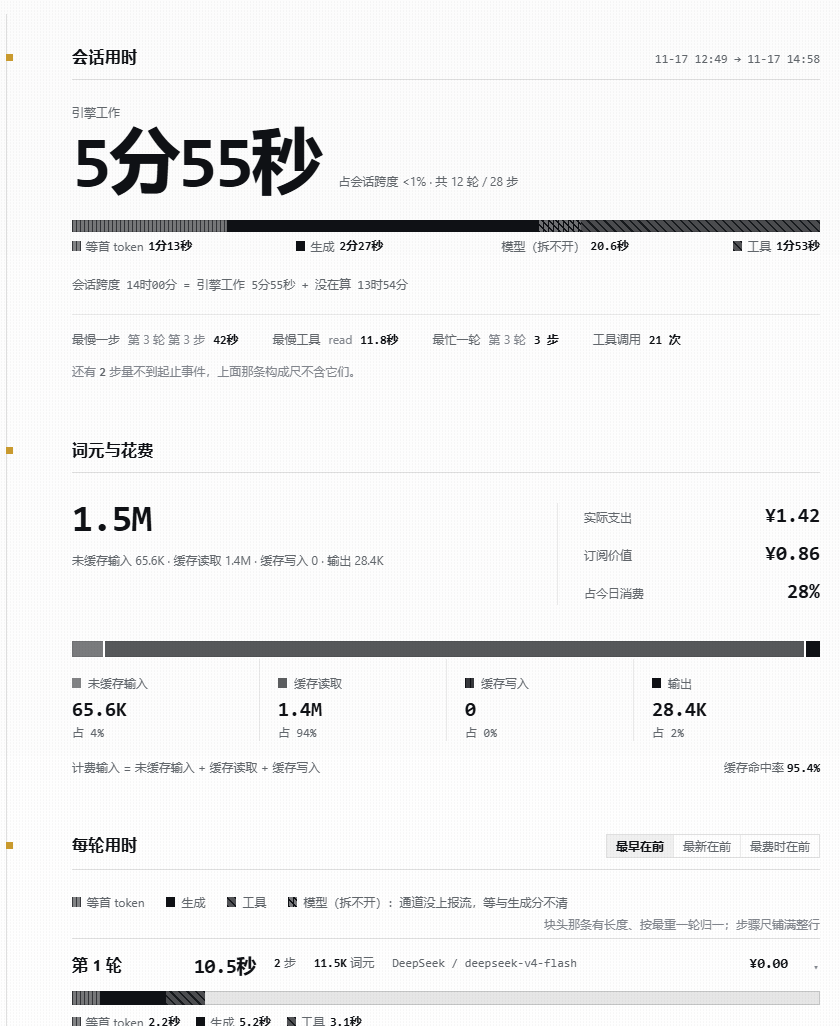 会话用时 11-17 12:49 → 11-17 14:58
引擎工作
5分55秒 占会话跨度 <1% · 共 12 轮 / 28 步
等首 token 1分13秒 生成 2分27秒 模型（拆不开） 20.6秒 工具 1分53秒
会话跨度 14时00分 = 引擎工作 5分55秒 + 没在算 13时54分
最慢一步 第 3 轮 第 3 步 42秒 最慢工具 read 11.8秒 最忙一轮 第 3 轮 3 步 工具调用 21 次
还有 2 步量不到起止事件，上面那条构成尺不含它们。
词元与花费
1.5M
未缓存输入 65.6K · 缓存读取 1.4M · 缓存写入 0 · 输出 28.4K
实际支出 ¥1.42
订阅价值 ¥0.86
占今日消费 28%
未缓存输入 缓存读取 缓存写入 输出
65.6K 1.4M 0 28.4K
占 4% 占 94% 占 0% 占 2%
计费输入 = 未缓存输入 + 缓存读取 + 缓存写入 缓存命中率 95.4%
每轮用时 最早在前 最新在前 最费时在前
等首 token 生成 工具 模型（拆不开）：通道没上报流，等与生成分不清
块头那条有长度、按最重一轮归一；步骤尺铺满整行
第 1 轮 10.5秒 2 步 11.5K 词元 DeepSeek / deepseek-v4-flash ¥0.00
等首 token 2.2秒 生成 5.2秒 工具 3.1秒